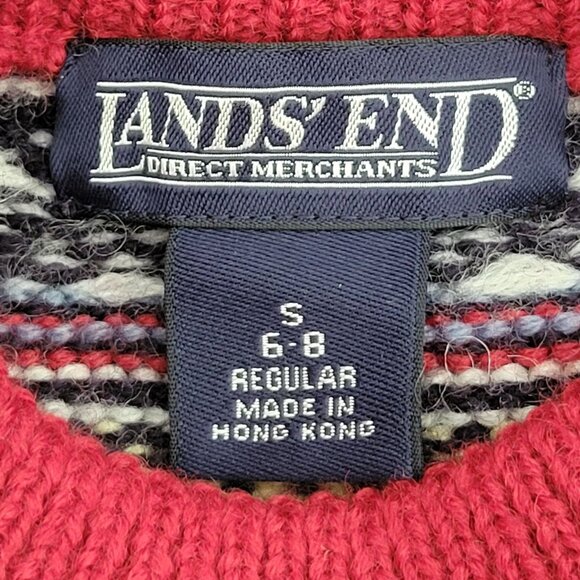 LANDS' END®
DIRECT MERCHANTS
S
6-8
REGULAR
MADE IN
HONG KONG